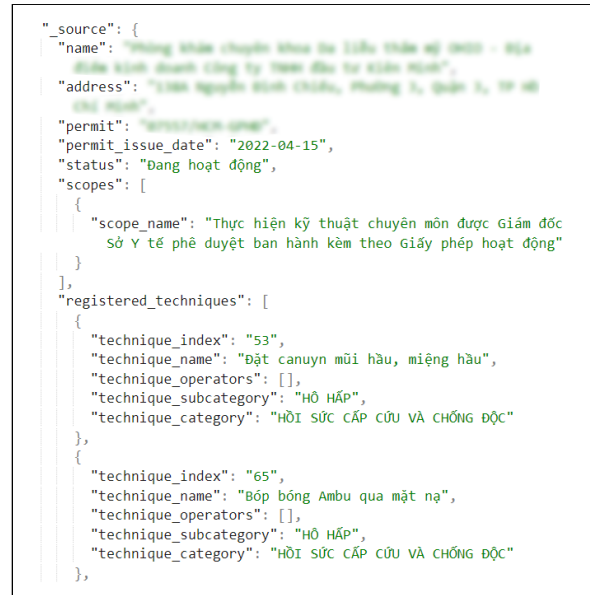 "_source": {
"name":
"address":
"permit":
"permit_issue_date": "2022-04-15",
"status": "Đang hoạt động",
"scopes": [
{
"scope_name": "Thực hiện kỹ thuật chuyên môn được Giám đốc
Sở Y tế phê duyệt ban hành kèm theo Giấy phép hoạt động"
}
],
"registered_techniques": [
{
"technique_index": "53",
"technique_name": "Đặt canuyn mũi hầu, miệng hầu",
"technique_operators": [],
"technique_subcategory": "HÔ HẤP",
"technique_category": "HỒI SỨC CẤP CỨU VÀ CHỐNG ĐỘC"
},
{
"technique_index": "65",
"technique_name": "Bóp bóng Ambu qua mặt nạ",
"technique_operators": [],
"technique_subcategory": "HÔ HẤP",
"technique_category": "HỒI SỨC CẤP CỨU VÀ CHỐNG ĐỘC"
},